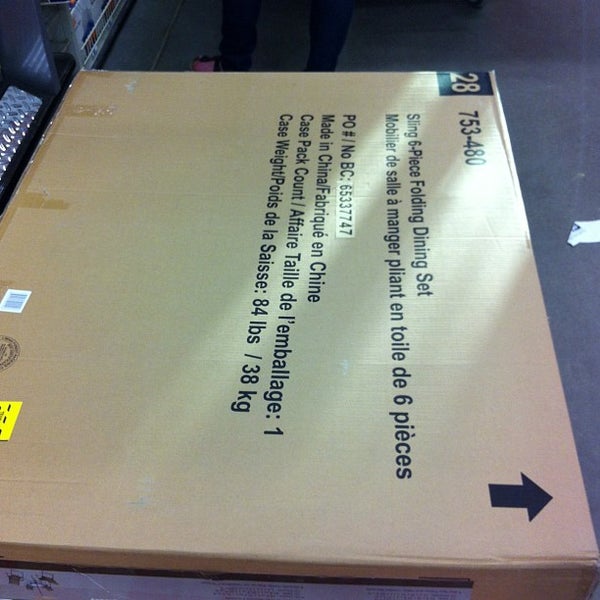 28
753-480
Sling 6-Piece Folding Dining Set
Mobilier de salle à manger pliant en toile de 6 pièces
PO # / No BC: 65337747
Made in China/Fabriqué en Chine
Case Pack Count / Affaire Taille de l'emballage: 1
Case Weight/Poids de la Saisse: 84 lbs / 38 kg